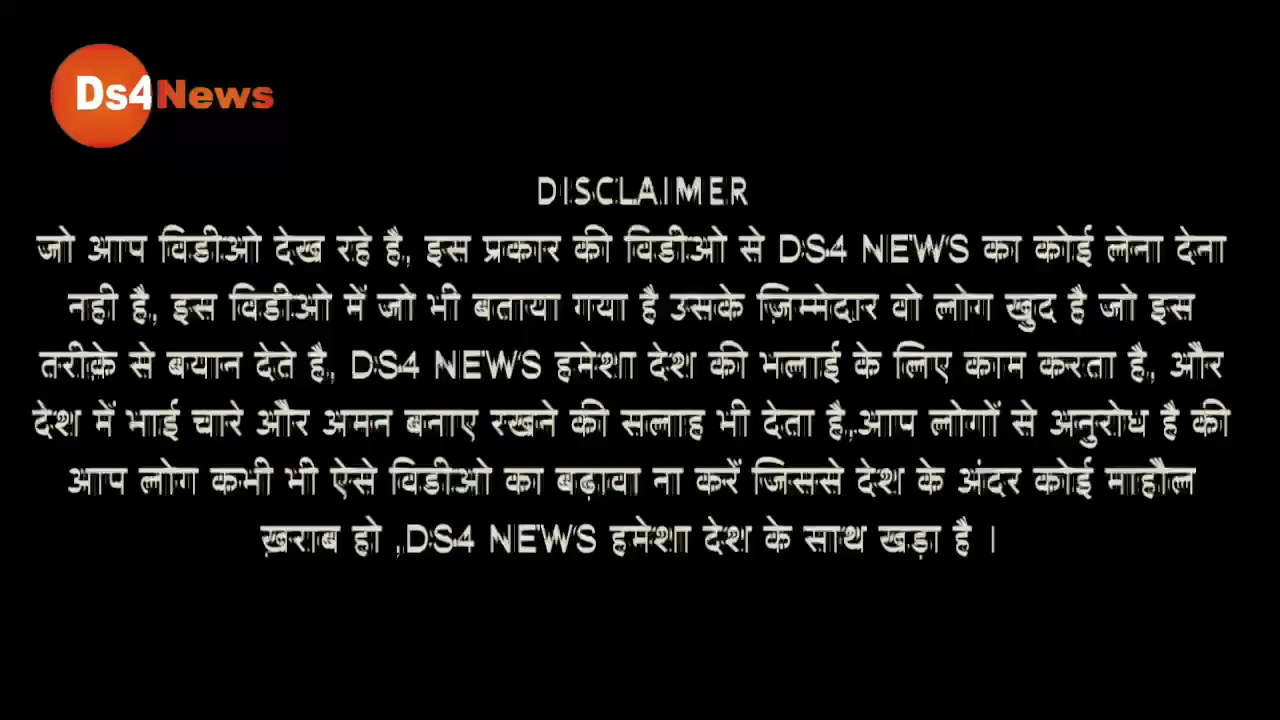 Ds4News
DISCLAIMER
जो आप विडीओ देख रहे है, इस प्रकार की विडीओ से DS4 NEWS का कोई लेना देना
नही है, इस विडीओ में जो भी बताया गया है उसके ज़िम्मेदार वो लोग खुद है जो इस
तरीक़े से बयान देते है, DS4 NEWS हमेशा देश की भलाई के लिए काम करता है, और
देश में भाई चारे और अमन बनाए रखने की सलाह भी देता है,आप लोगों से अनुरोध है की
आप लोग कभी भी ऐसे विडीओ का बढ़ावा ना करें जिससे देश के अंदर कोई माहौल
ख़राब हो ,DS4 NEWS हमेशा देश के साथ खड़ा है ।